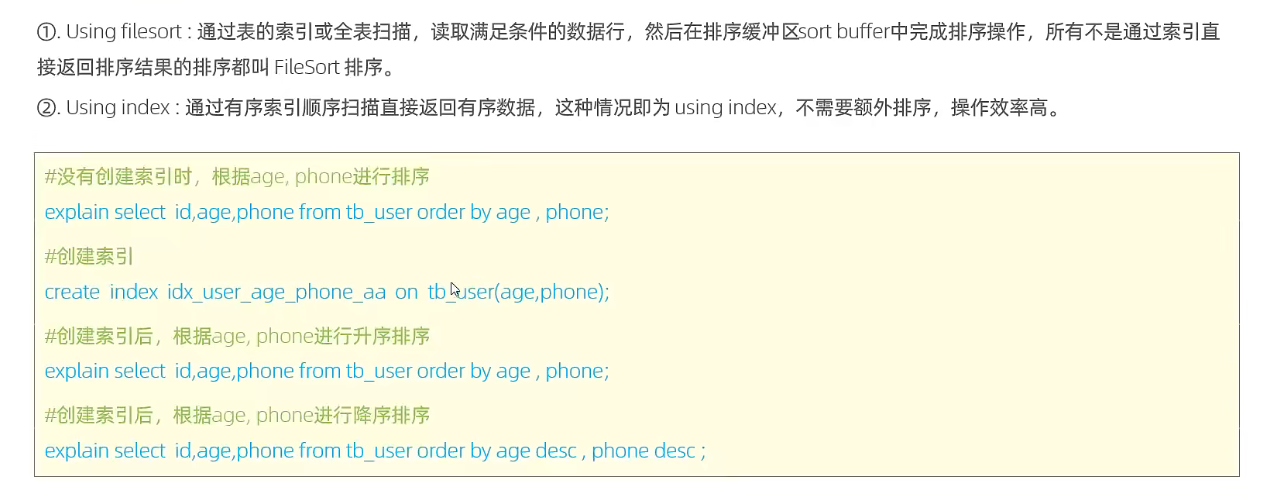 ①. Using filesort : 通过表的索引或全表扫描，读取满足条件的数据行，然后在排序缓冲区sort buffer中完成排序操作，所有不是通过索引直
接返回排序结果的排序都叫 FileSort 排序。
②. Using index : 通过有序索引顺序扫描直接返回有序数据，这种情况即为 using index，不需要额外排序，操作效率高。
#没有创建索引时，根据age, phone进行排序
explain select id,age,phone from tb_user order by age , phone;
#创建索引
create index idx_user_age_phone_aa on tb_user(age,phone);
#创建索引后，根据age, phone进行升序排序
explain select id,age,phone from tb_user order by age , phone;
#创建索引后，根据age, phone进行降序排序
explain select id,age,phone from tb_user order by age desc , phone desc ;